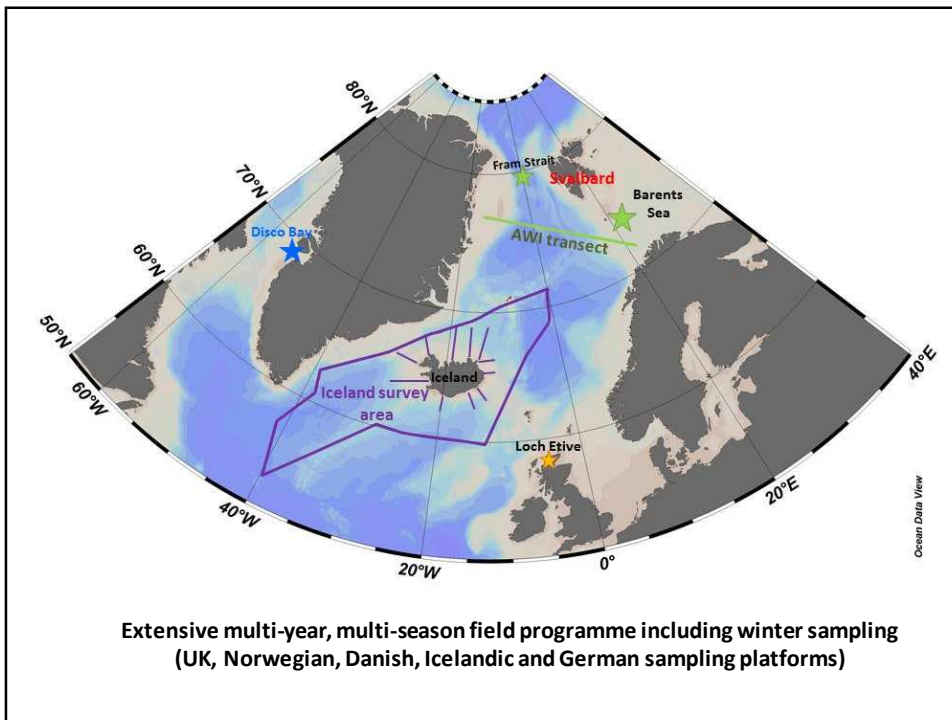 80°N
70°N
60°N
50°N
60°W
40°W
20°W
0°
20°E
40°E
Fram Strait
Svalbard
Barents
Sea
AWI transect
Disco Bay
Iceland
Iceland survey
area
Loch Etive
Ocean Data View
Extensive multi-year, multi-season field programme including winter sampling
(UK, Norwegian, Danish, Icelandic and German sampling platforms)